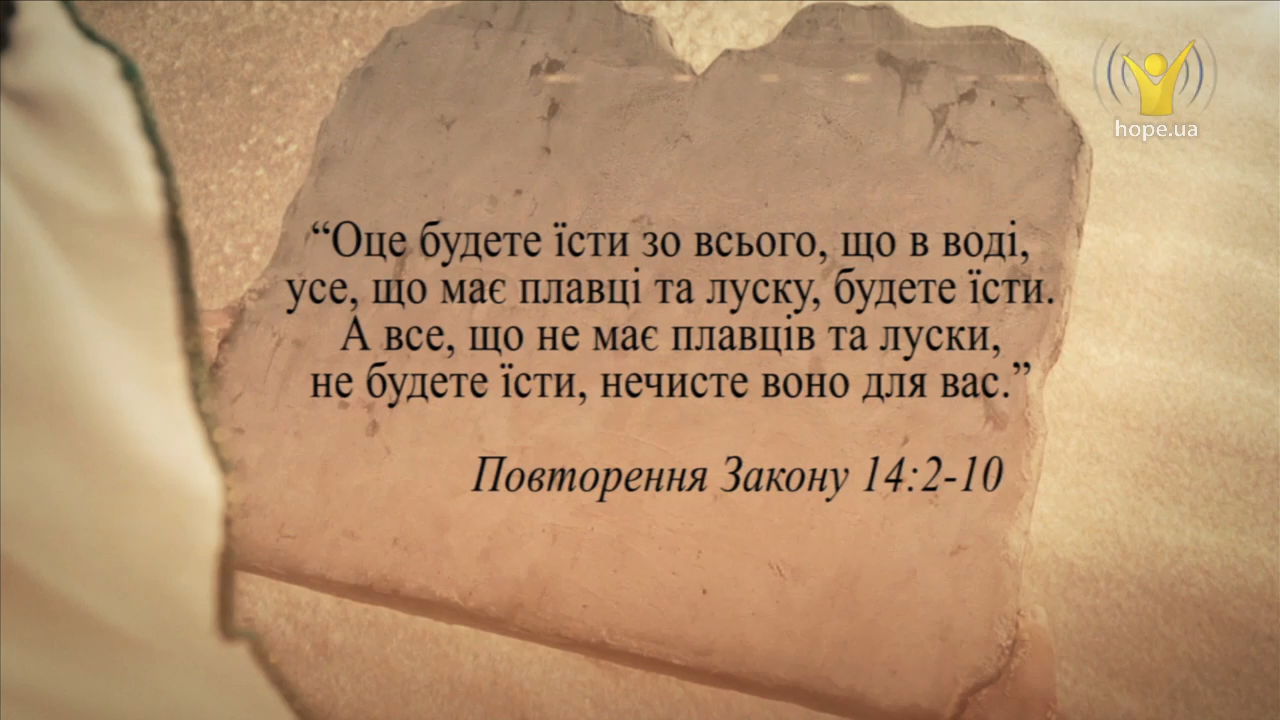 hope.ua
“Оце будете їсти зо всього, що в воді,
усе, що має плавці та луску, будете їсти.
А все, що не має плавців та луски,
не будете їсти, нечисте воно для вас.”
Повторення Закону 14:2-10